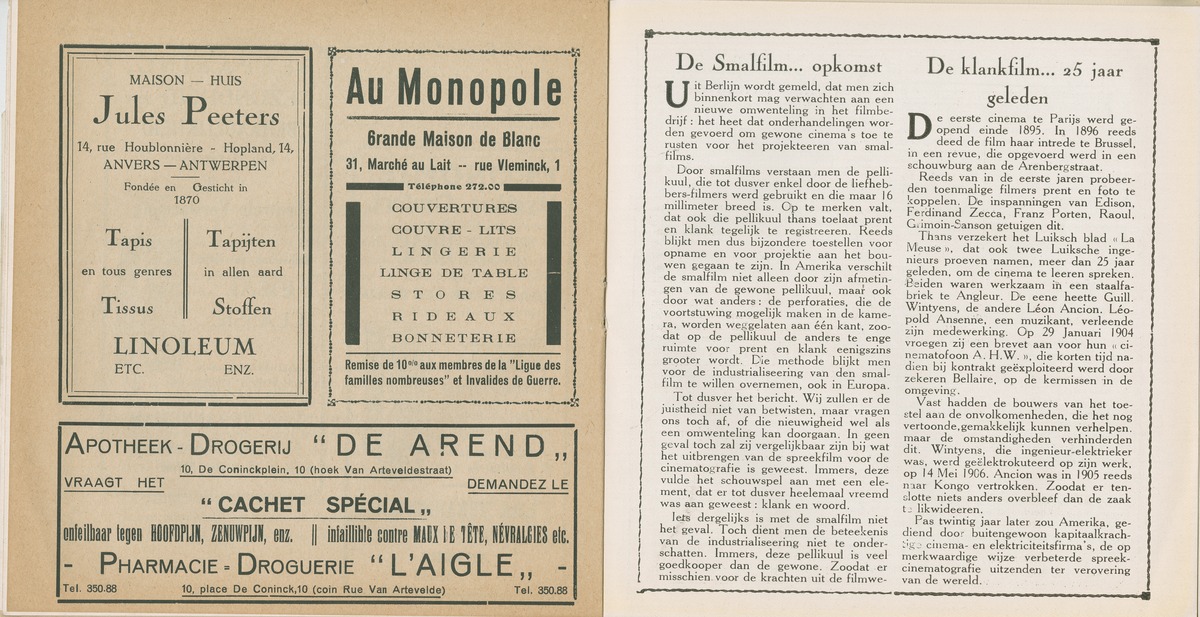 MAISON — HUIS
Jules Peeters
14, rue Houblonnière - Hopland, 14,
ANVERS — ANTWERPEN
Fondée en Gesticht in
1870
Tapis
en tous genres
Tissus
Tapijten
in allen aard
Stoffen
LINOLEUM
ETC. ENZ.
Au Monopole
Grande Maison de Blanc
31, Marché au Lait -- rue Vleminck, 1
Téléphone 272.00
COUVERTURES
COUVRE - LITS
LINGERIE
LINGE DE TABLE
STORES
RIDEAUX
BONNETERIE
Remise de 10% aux membres de la "Ligue des
familles nombreuses" et Invalides de Guerre.
APOTHEEK - DROGERIJ "DE AREND„
10, De Coninckplein, 10 (hoek Van Arteveldestraat)
VRAAGT HET DEMANDEZ LE
"CACHET SPÉCIAL„
onfeilbaar tegen HOOFDPIJN, ZENUWPIJN, enz. || infaillible contre MAUX DE TÊTE, NÉVRALGIES etc.
- PHARMACIE - DROGUERIE "L'AIGLE„ -
Tel. 350.88 10, place De Coninck, 10 (coin Rue Van Artevelde) Tel. 350.88
De Smalfilm... opkomst
Uit Berlijn wordt gemeld, dat men zich
binnenkort mag verwachten aan een
nieuwe omwenteling in het filmbe-
drijf : het heet dat onderhandelingen wor-
den gevoerd om gewone cinema's toe te
rusten voor het projekteeren van smal-
films.
Door smalfilms verstaan men de pelli-
kuul, die tot dusver enkel door de liefheb-
bers-filmers werd gebruikt en die maar 16
millimeter breed is. Op te merken valt,
dat ook die pellikuul thans toelaat prent
en klank tegelijk te registreeren. Reeds
blijkt men dus bijzondere toestellen voor
opname en voor projektie aan het bou-
wen gegaan te zijn. In Amerika verschilt
de smalfilm niet alleen door zijn afmetin-
gen van de gewone pellikuul, maar ook
door wat anders : de perforaties, die de
voortstuwing mogelijk maken in de kame-
ra, worden weggelaten aan één kant, zoo-
dat op de pellikuul de anders te enge
ruimte voor prent en klank eenigszins
grooter wordt. Die methode blijkt men
voor de industrialiseering van den smal-
film te willen overnemen, ook in Europa.
Tot dusver het bericht. Wij zullen er de
juistheid niet van betwisten, maar vragen
ons toch af, of die nieuwigheid wel als
een omwenteling kan doorgaan. In geen
geval toch zal zij vergelijkbaar zijn bij wat
het uitbrengen van de spreekfilm voor de
cinematografie is geweest. Immers, deze
vulde het schouwspel aan met een ele-
ment, dat er tot dusver heelemaal vreemd
was aan geweest : klank en woord.
Iets dergelijks is met de smalfilm niet
het geval. Toch dient men de beteekenis
van de industrialiseering niet te onder-
schatten. Immers, deze pellikuul is veel
goedkooper dan de gewone. Zoodat er
misschien voor de krachten uit de filmwe-
De klankfilm... 25 jaar
geleden
De eerste cinema te Parijs werd ge-
opend einde 1895. In 1896 reeds
deed de film haar intrede te Brussel,
in een revue, die opgevoerd werd in een
schouwburg aan de Arenbergstraat.
Reeds van in de eerste jaren probeer-
den toenmalige filmers prent en foto te
koppelen. De inspanningen van Edison,
Ferdinand Zecca, Franz Porten, Raoul,
Grimoin-Sanson getuigen dit.
Thans verzekert het Luiksch blad « La
Meuse », dat ook twee Luiksche inge-
nieurs proeven namen, meer dan 25 jaar
geleden, om de cinema te leeren spreken.
Beiden waren werkzaam in een staalfa-
briek te Angleur. De eene heette Guill.
Wintyens, de andere Léon Ancion. Léo-
pold Ansenne, een muzikant, verleende
zijn medewerking. Op 29 Januari 1904
vroegen zij een brevet aan voor hun « ci-
nematofoon A. H. W. », die korten tijd na-
dien bij kontrakt geëxploiteerd werd door
zekeren Bellaire, op de kermissen in de
omgeving.
Vast hadden de bouwers van het toe-
stel aan de onvolkomenheden, die het nog
vertoonde, gemakkelijk kunnen verhelpen.
maar de omstandigheden verhinderden
dit. Wintyens, die ingenieur-elektrieker
was, werd geëlektrokuteerd op zijn werk,
op 14 Mei 1906. Ancion was in 1905 reeds
naar Kongo vertrokken. Zoodat er ten-
slotte niets anders overbleef dan de zaak
te likwideeren.
Pas twintig jaar later zou Amerika, ge-
diend door buitengewoon kapitaalkrach-
tige cinema- en elektriciteitsfirma's, de op
merkwaardige wijze verbeterde spreek-
cinematografie uitzenden ter verovering
van de wereld.